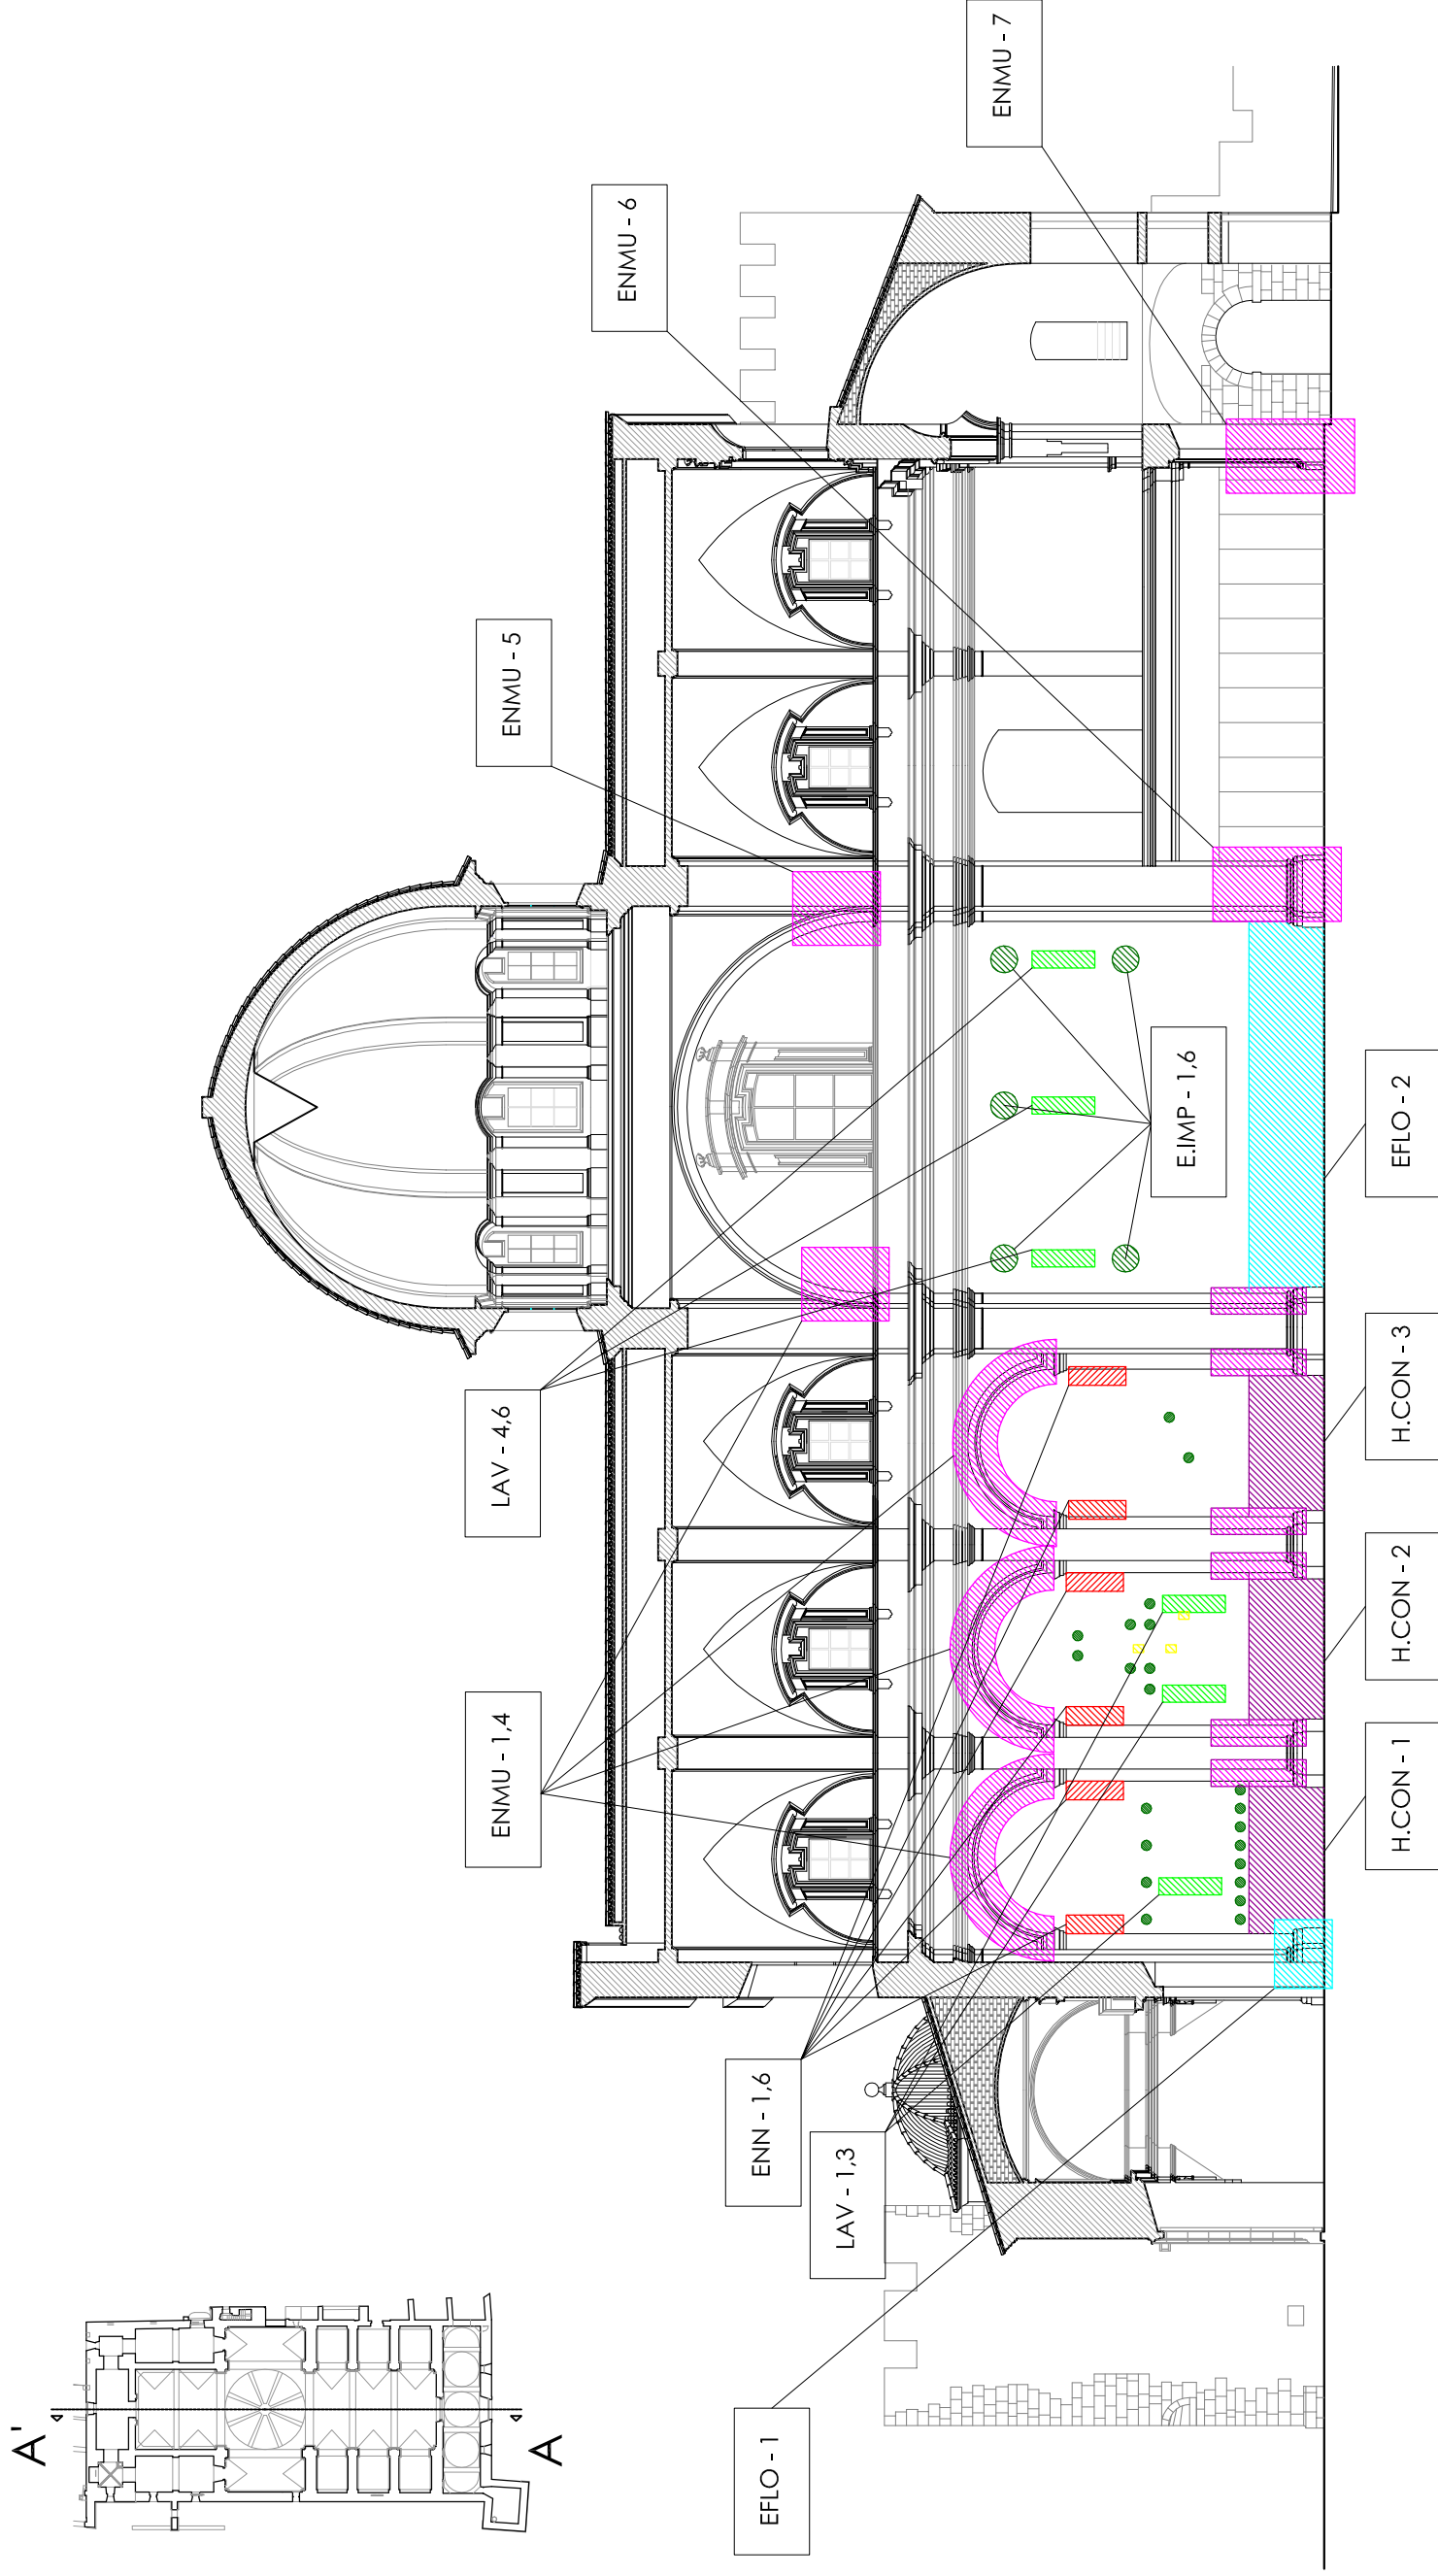 A'
A
EFLO - 1
LAV - 1,3
ENN - 1,6
ENMU - 1,4
LAV - 4,6
ENMU - 5
ENMU - 6
ENMU - 7
H.CON - 1
H.CON - 2
H.CON - 3
E.IMP - 1,6
EFLO - 2